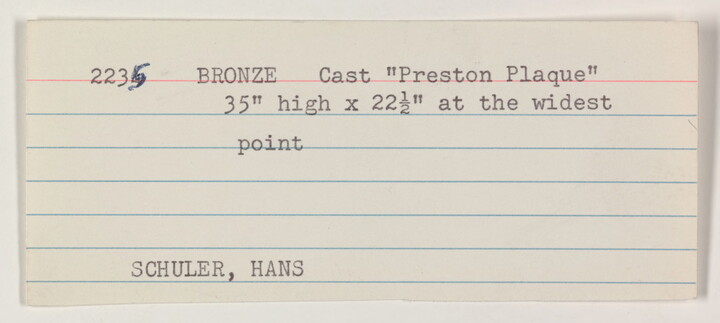 2235 BRONZE Cast "Preston Plaque"
35" high x 22½" at the widest
point
SCHULER, HANS